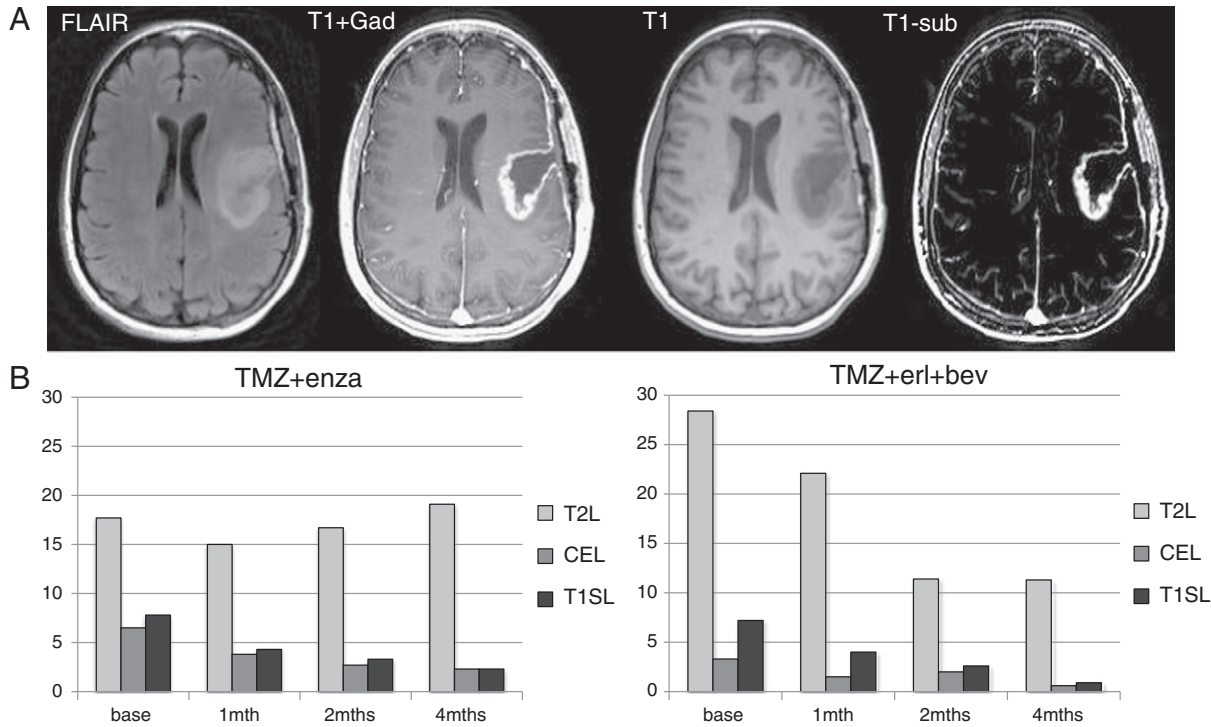 A
FLAIR
T1+Gad
T1
T1-sub
B
TMZ+enza
30
25
20
15
10
5
0
base
1mth
2mths
4mths
T2L
CEL
T1SL
TMZ+erl+bev
30
25
20
15
10
5
0
base
1mth
2mths
4mths
T2L
CEL
T1SL